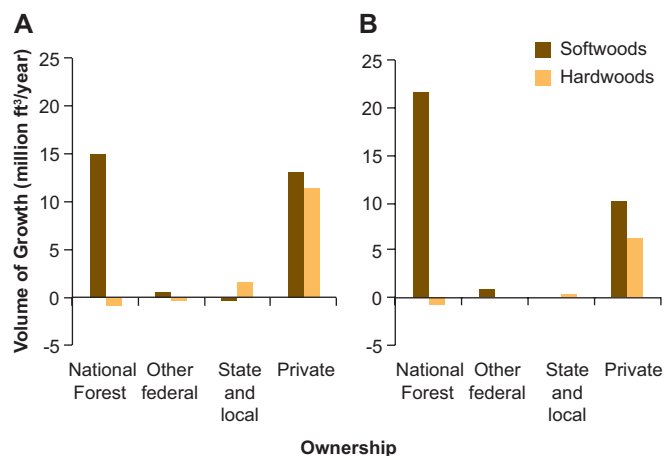 A
B
Softwoods
Hardwoods
Volume of Growth (million ft³/year)
25
20
15
10
5
0
-5
25
20
15
10
5
0
-5
National Forest
Other federal
State and local
Private
National Forest
Other federal
State and local
Private
Ownership